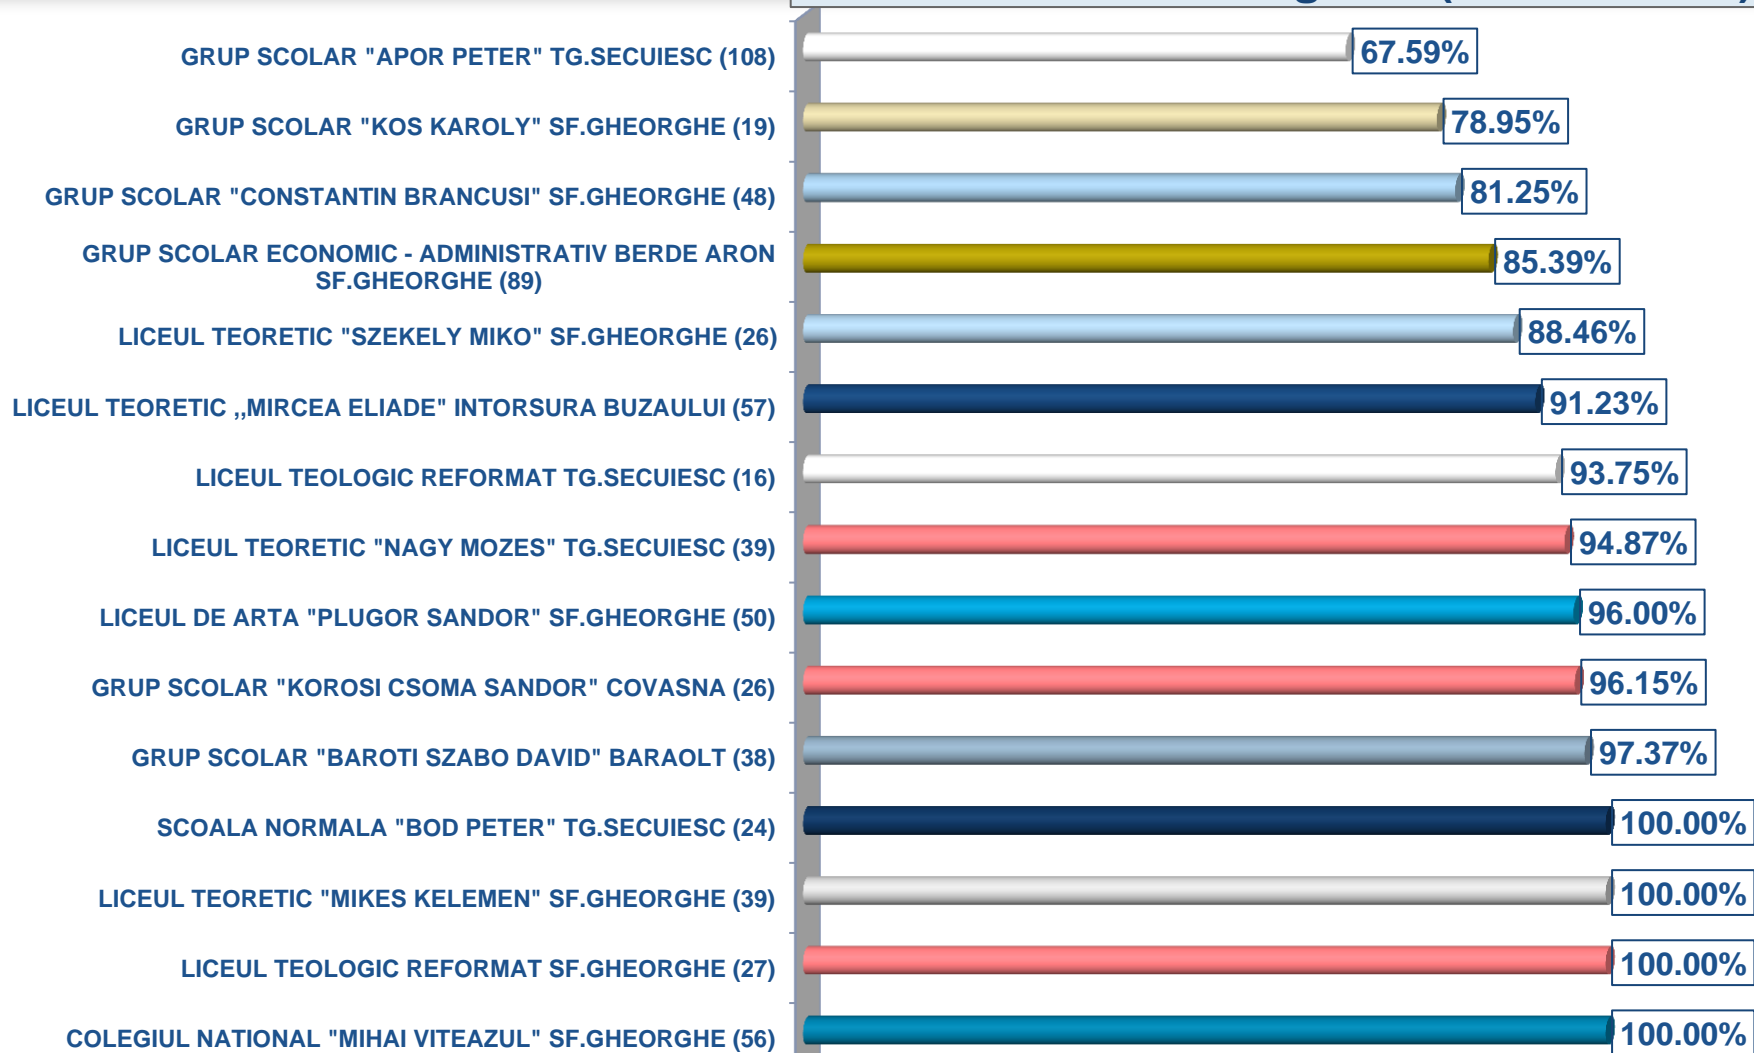 GRUP SCOLAR "APOR PETER" TG.SECUIESC (108) 67.59%
GRUP SCOLAR "KOS KAROLY" SF.GHEORGHE (19) 78.95%
GRUP SCOLAR "CONSTANTIN BRANCUSI" SF.GHEORGHE (48) 81.25%
GRUP SCOLAR ECONOMIC - ADMINISTRATIV BERDE ARON
SF.GHEORGHE (89) 85.39%
LICEUL TEORETIC "SZEKELY MIKO" SF.GHEORGHE (26) 88.46%
LICEUL TEORETIC ,,MIRCEA ELIADE" INTORSURA BUZAULUI (57) 91.23%
LICEUL TEOLOGIC REFORMAT TG.SECUIESC (16) 93.75%
LICEUL TEORETIC "NAGY MOZES" TG.SECUIESC (39) 94.87%
LICEUL DE ARTA "PLUGOR SANDOR" SF.GHEORGHE (50) 96.00%
GRUP SCOLAR "KOROSI CSOMA SANDOR" COVASNA (26) 96.15%
GRUP SCOLAR "BAROTI SZABO DAVID" BARAOLT (38) 97.37%
SCOALA NORMALA "BOD PETER" TG.SECUIESC (24) 100.00%
LICEUL TEORETIC "MIKES KELEMEN" SF.GHEORGHE (39) 100.00%
LICEUL TEOLOGIC REFORMAT SF.GHEORGHE (27) 100.00%
COLEGIUL NATIONAL "MIHAI VITEAZUL" SF.GHEORGHE (56) 100.00%